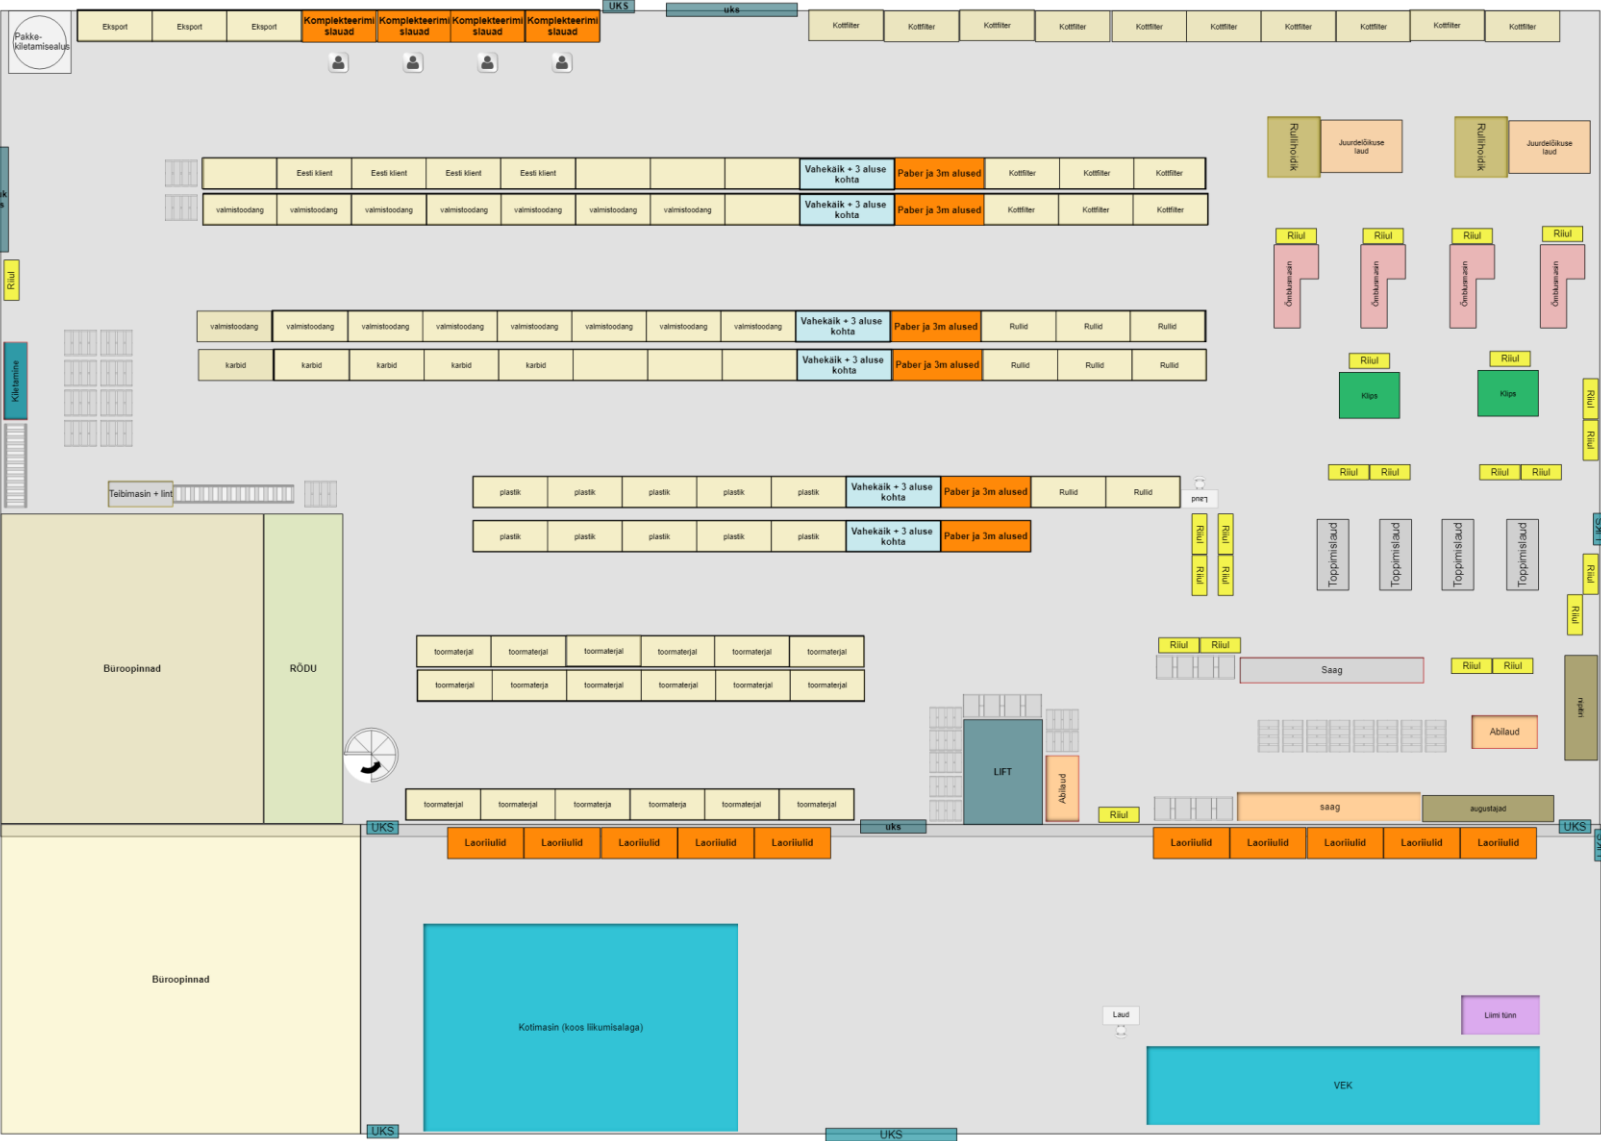 UKS
uks
Pakke-
kiletamisealus
Eksport
Eksport
Eksport
Komplekteerimi
slauad
Komplekteerimi
slauad
Komplekteerimi
slauad
Komplekteerimi
slauad
Kottfilter
Kottfilter
Kottfilter
Kottfilter
Kottfilter
Kottfilter
Kottfilter
Kottfilter
Kottfilter
Kottfilter
Rullihoidik
Juurdelõikuse
laud
Rullihoidik
Juurdelõikuse
laud
Eesti klient
Eesti klient
Eesti klient
Eesti klient
Vahekäik + 3 aluse
kohta
Paber ja 3m alused
Kottfilter
Kottfilter
Kottfilter
valmistoodang
valmistoodang
valmistoodang
valmistoodang
valmistoodang
valmistoodang
valmistoodang
Vahekäik + 3 aluse
kohta
Paber ja 3m alused
Kottfilter
Kottfilter
Kottfilter
Riiul
Riiul
Riiul
Riiul
Riiul
Õmblusmasin
Õmblusmasin
Õmblusmasin
Õmblusmasin
valmistoodang
valmistoodang
valmistoodang
valmistoodang
valmistoodang
valmistoodang
valmistoodang
valmistoodang
Vahekäik + 3 aluse
kohta
Paber ja 3m alused
Rullid
Rullid
Rullid
Kiletamine
karbid
karbid
karbid
karbid
karbid
Vahekäik + 3 aluse
kohta
Paber ja 3m alused
Rullid
Rullid
Rullid
Riiul
Riiul
Klips
Klips
Riiul
Riiul
Riiul
Riiul
Riiul
Riiul
Teibimasin + lint
plastik
plastik
plastik
plastik
plastik
Vahekäik + 3 aluse
kohta
Paber ja 3m alused
Rullid
Rullid
Laud
plastik
plastik
plastik
plastik
plastik
Vahekäik + 3 aluse
kohta
Paber ja 3m alused
Riiul
Riiul
Riiul
Riiul
Toppimislaud
Toppimislaud
Toppimislaud
Toppimislaud
Riiul
Riiul
Büroopinnad
RÕDU
toormaterjal
toormaterjal
toormaterjal
toormaterjal
toormaterjal
toormaterjal
toormaterjal
toormaterja
toormaterjal
toormaterjal
toormaterjal
toormaterjal
Riiul
Riiul
Saag
Riiul
Riiul
Abilaud
LIFT
Abilaud
toormaterjal
toormaterjal
toormaterja
toormaterja
toormaterjal
toormaterjal
Riiul
saag
augustajad
UKS
uks
UKS
Laoriiulid
Laoriiulid
Laoriiulid
Laoriiulid
Laoriiulid
Laoriiulid
Laoriiulid
Laoriiulid
Laoriiulid
Laoriiulid
Büroopinnad
Kotimasin (koos liikumisalaga)
Laud
Liimi tünn
VEK
UKS
UKS